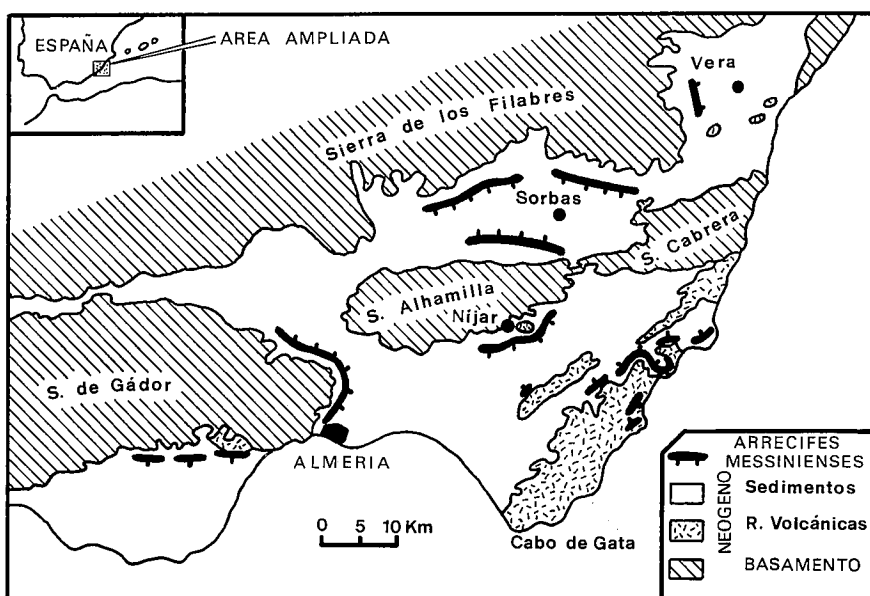 ESPAÑA
AREA AMPLIADA
Vera
Sierra de los Filabres
Sorbas
S. Cabrera
S. Alhamilla
Níjar
S. de Gádor
ALMERIA
0 5 10 Km
Cabo de Gata
ARRECIFES
MESSINIENSES
NEOGENO
Sedimentos
R. Volcánicas
BASAMENTO